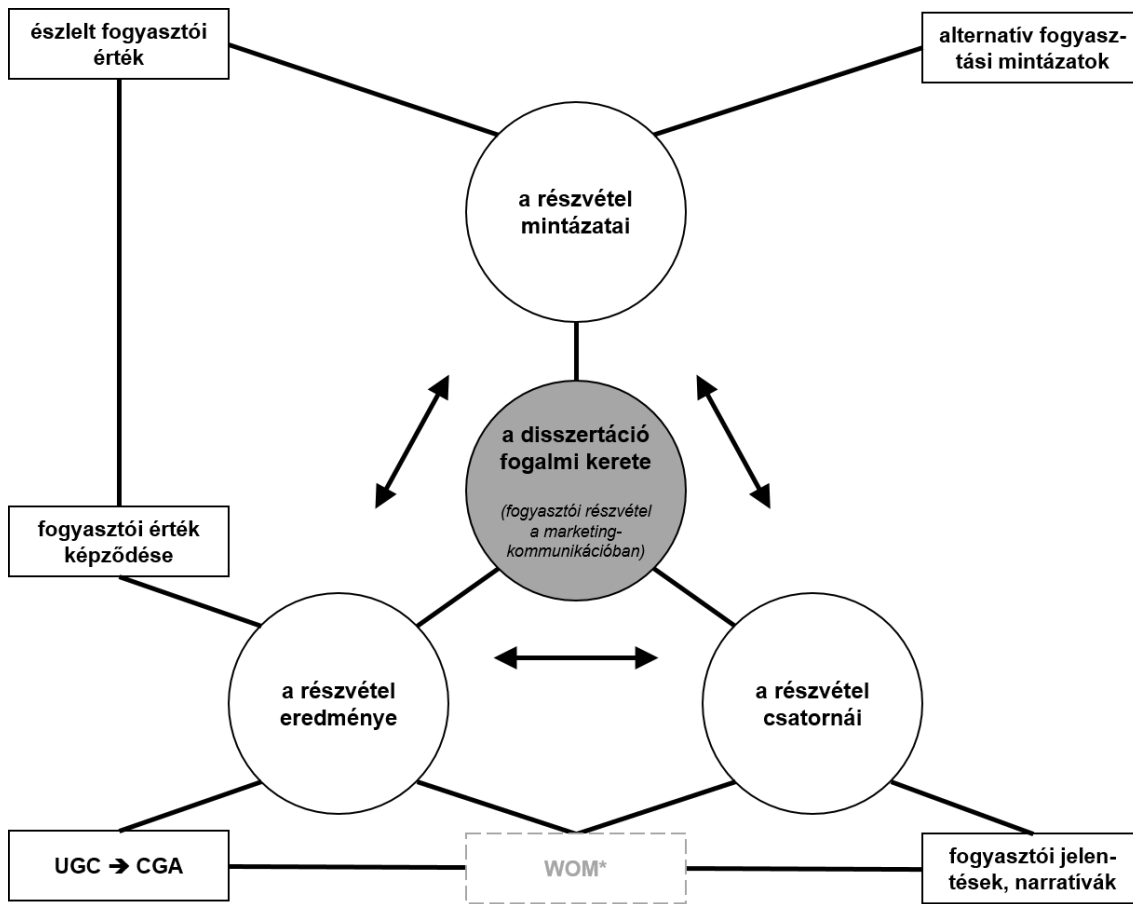 észlelt fogyasztói
érték
alternatív fogyasz-
tási mintázatok
a részvétel
mintázatai
a disszertáció
fogalmi kerete
(fogyasztói részvétel
a marketing-
kommunikációban)
fogyasztói érték
képződése
a részvétel
eredménye
a részvétel
csatornái
UGC ➔ CGA
WOM*
fogyasztói jelen-
tések, narratívák